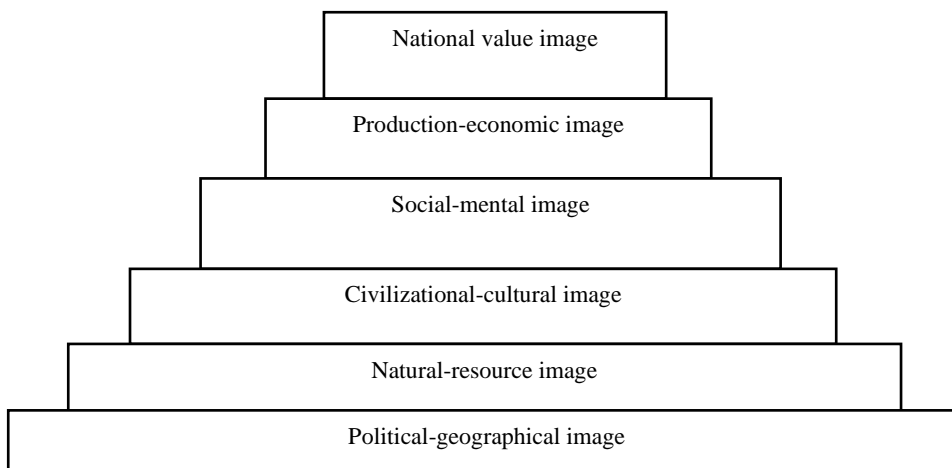 National value image
Production-economic image
Social-mental image
Civilizational-cultural image
Natural-resource image
Political-geographical image